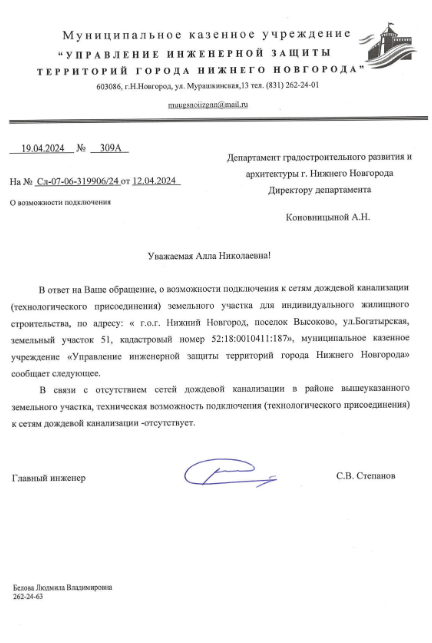 Муниципальное казенное учреждение
“УПРАВЛЕНИЕ ИНЖЕНЕРНОЙ ЗАЩИТЫ
ТЕРРИТОРИЙ ГОРОДА НИЖНЕГО НОВГОРОДА”
603086, г.Н.Новгород, ул. Мурашкинская,13 тел. (831) 262-24-01
19.04.2024 № 309А
На № Сл-07-06-319906/24 от 12.04.2024
О возможности подключения
Департамент градостроительного развития и
архитектуры г. Нижнего Новгорода
Директору департамента
Коновницыной А.Н.
Уважаемая Алла Николаевна!
В ответ на Ваше обращение, о возможности подключения к сетям дождевой канализации
(технологического присоединения) земельного участка для индивидуального жилищного
строительства, по адресу: « г.о.г. Нижний Новгород, поселок Высоково, ул.Богатырская,
земельный участок 51, кадастровый номер 52:18:0010411:187», муниципальное казенное
учреждение «Управление инженерной защиты территорий города Нижнего Новгорода»
сообщает следующее.
В связи с отсутствием сетей дождевой канализации в районе вышеуказанного
земельного участка, техническая возможность подключения (технологического присоединения)
к сетям дождевой канализации -отсутствует.
Главный инженер
С.В. Степанов
Белова Людмила Владимировна
262-24-63